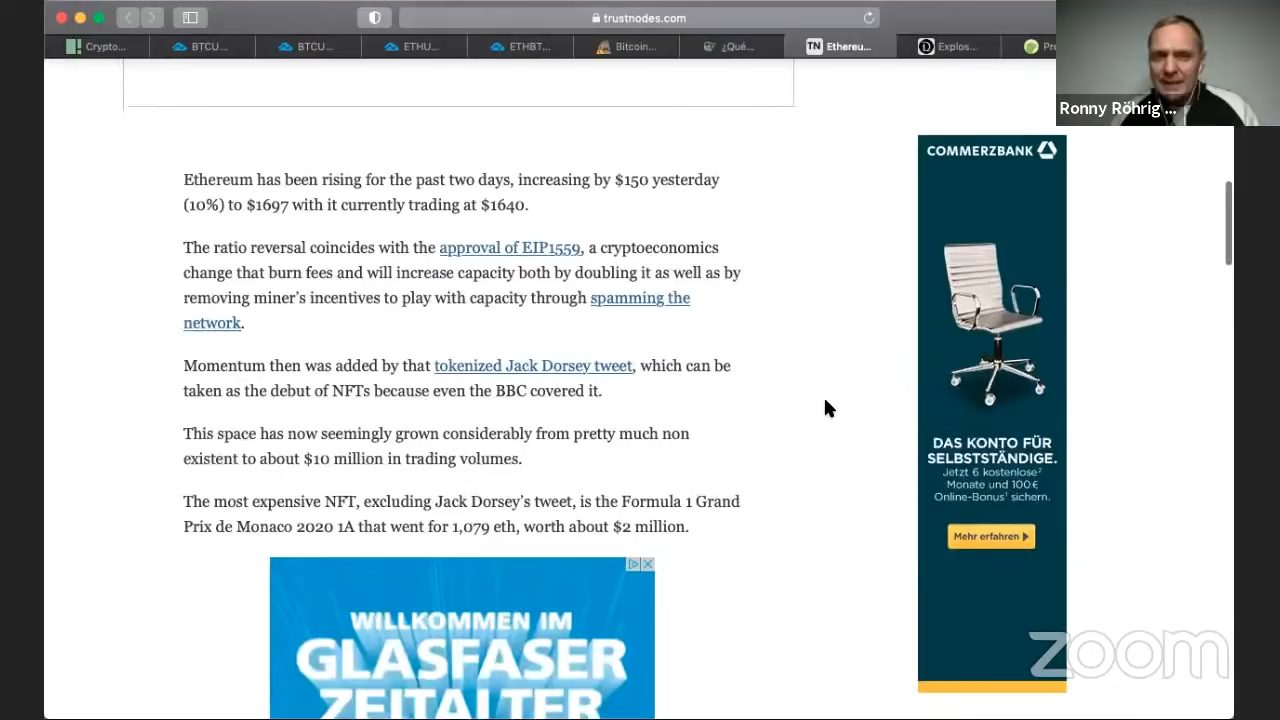 trustnodes.com
Crypto...
BTCU...
BTCU...
ETHU...
ETHBT...
Bitcoin...
¿Qué...
TN Ethereu...
Explos...
Pr
Ronny Röhrig ...
Ethereum has been rising for the past two days, increasing by $150 yesterday
(10%) to $1697 with it currently trading at $1640.
The ratio reversal coincides with the approval of EIP1559, a cryptoeconomics
change that burn fees and will increase capacity both by doubling it as well as by
removing miner's incentives to play with capacity through spamming the
network.
Momentum then was added by that tokenized Jack Dorsey tweet, which can be
taken as the debut of NFTs because even the BBC covered it.
This space has now seemingly grown considerably from pretty much non
existent to about $10 million in trading volumes.
The most expensive NFT, excluding Jack Dorsey's tweet, is the Formula 1 Grand
Prix de Monaco 2020 1A that went for 1,079 eth, worth about $2 million.
WILLKOMMEN IM
GLASFASER
ZEITALTER
COMMERZBANK
DAS KONTO FÜR
SELBSTSTÄNDIGE.
Jetzt 6 kostenlose²
Monate und 100 €
Online-Bonus¹ sichern.
Mehr erfahren
zoom